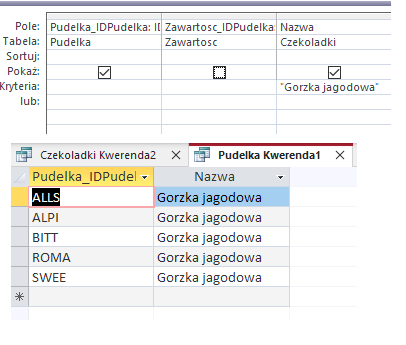 Pole: Pudelka_IDPudelka: I Zawartosc_IDPudelka: Nazwa
Tabela: Pudelka Zawartosc Czekoladki
Sortuj:
Pokaż:
Kryteria: "Gorzka jagodowa"
lub:
Czekoladki Kwerenda2 Pudelka Kwerenda1
Pudelka_IDPudel Nazwa
ALLS Gorzka jagodowa
ALPI Gorzka jagodowa
BITT Gorzka jagodowa
ROMA Gorzka jagodowa
SWEE Gorzka jagodowa